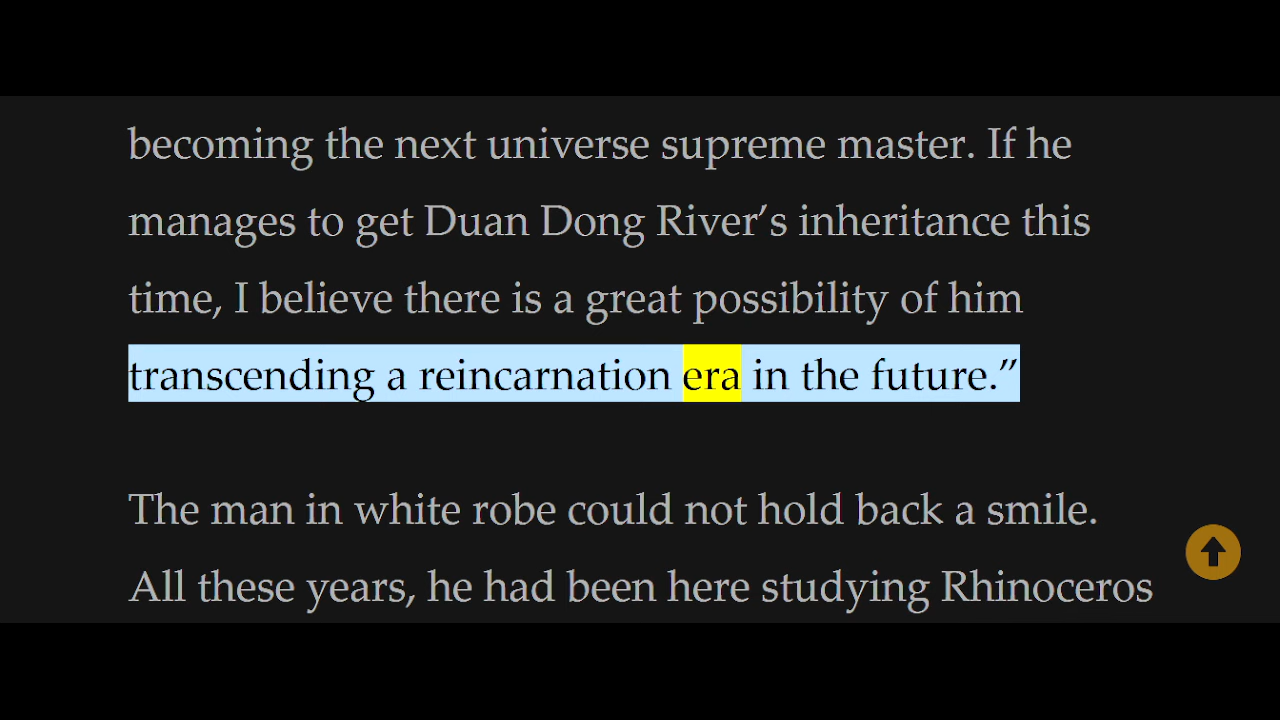 becoming the next universe supreme master. If he
manages to get Duan Dong River’s inheritance this
time, I believe there is a great possibility of him
transcending a reincarnation era in the future.”
The man in white robe could not hold back a smile.
All these years, he had been here studying Rhinoceros